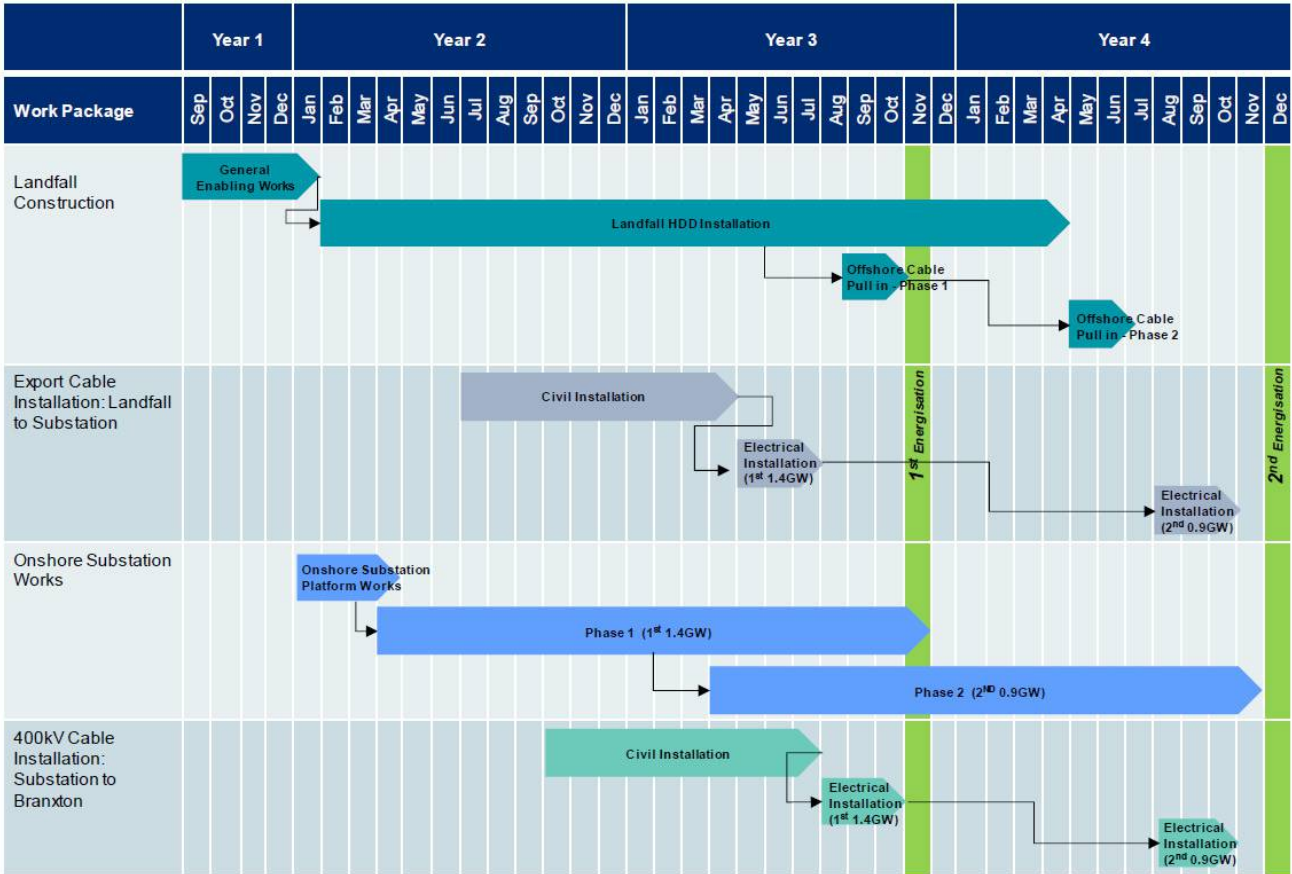 Year 1 Year 2 Year 3 Year 4
Work Package Sep Oct Nov Dec Jan Feb Mar Apr May Jun Jul Aug Sep Oct Nov Dec Jan Feb Mar Apr May Jun Jul Aug Sep Oct Nov Dec Jan Feb Mar Apr May Jun Jul Aug Sep Oct Nov Dec
Landfall
Construction
General
Enabling Works
Landfall HDD Installation
Offshore Cable
Pull in - Phase 1
Offshore Cable
Pull in - Phase 2
Export Cable
Installation: Landfall
to Substation
Civil Installation
Electrical
Installation
(1st 1.4GW)
Electrical
Installation
(2nd 0.9GW)
1st Energisation
2nd Energisation
Onshore Substation
Works
Onshore Substation
Platform Works
Phase 1 (1st 1.4GW)
Phase 2 (2ND 0.9GW)
400kV Cable
Installation:
Substation to
Branxton
Civil Installation
Electrical
Installation
(1st 1.4GW)
Electrical
Installation
(2nd 0.9GW)